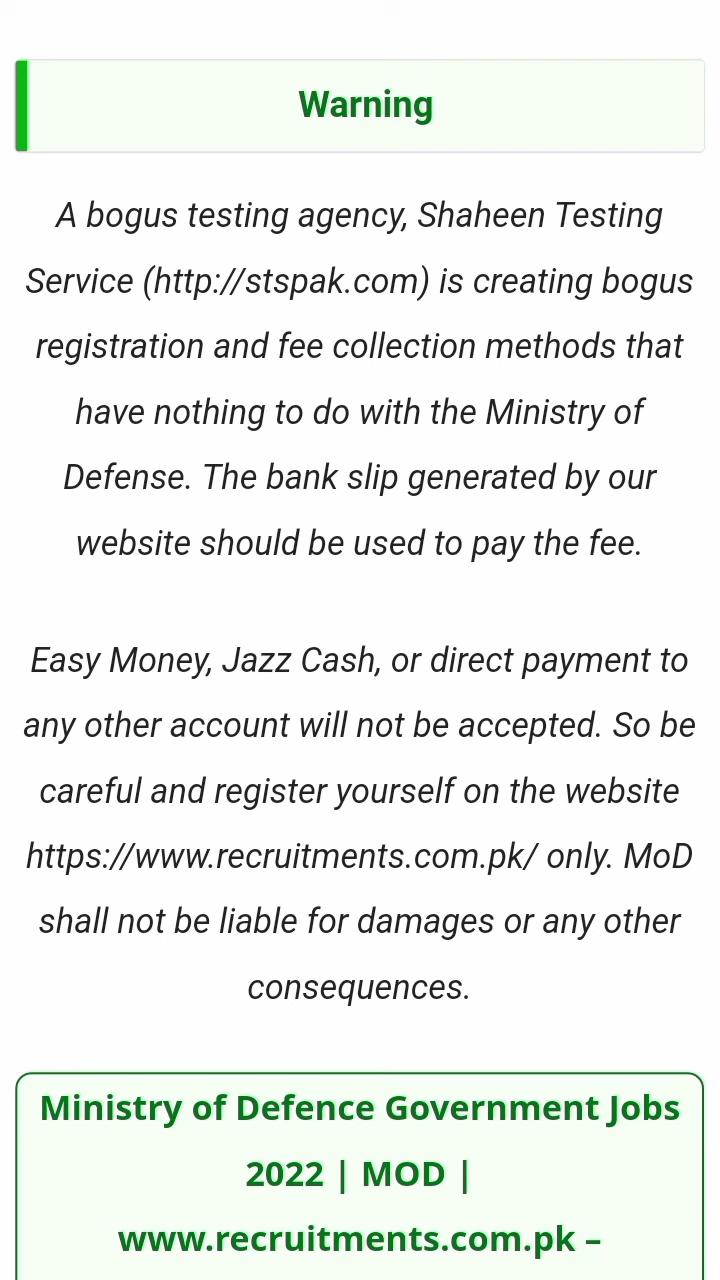 Warning
A bogus testing agency, Shaheen Testing
Service (http://stspak.com) is creating bogus
registration and fee collection methods that
have nothing to do with the Ministry of
Defense. The bank slip generated by our
website should be used to pay the fee.
Easy Money, Jazz Cash, or direct payment to
any other account will not be accepted. So be
careful and register yourself on the website
https://www.recruitments.com.pk/ only. MoD
shall not be liable for damages or any other
consequences.
Ministry of Defence Government Jobs
2022 | MOD |
www.recruitments.com.pk –